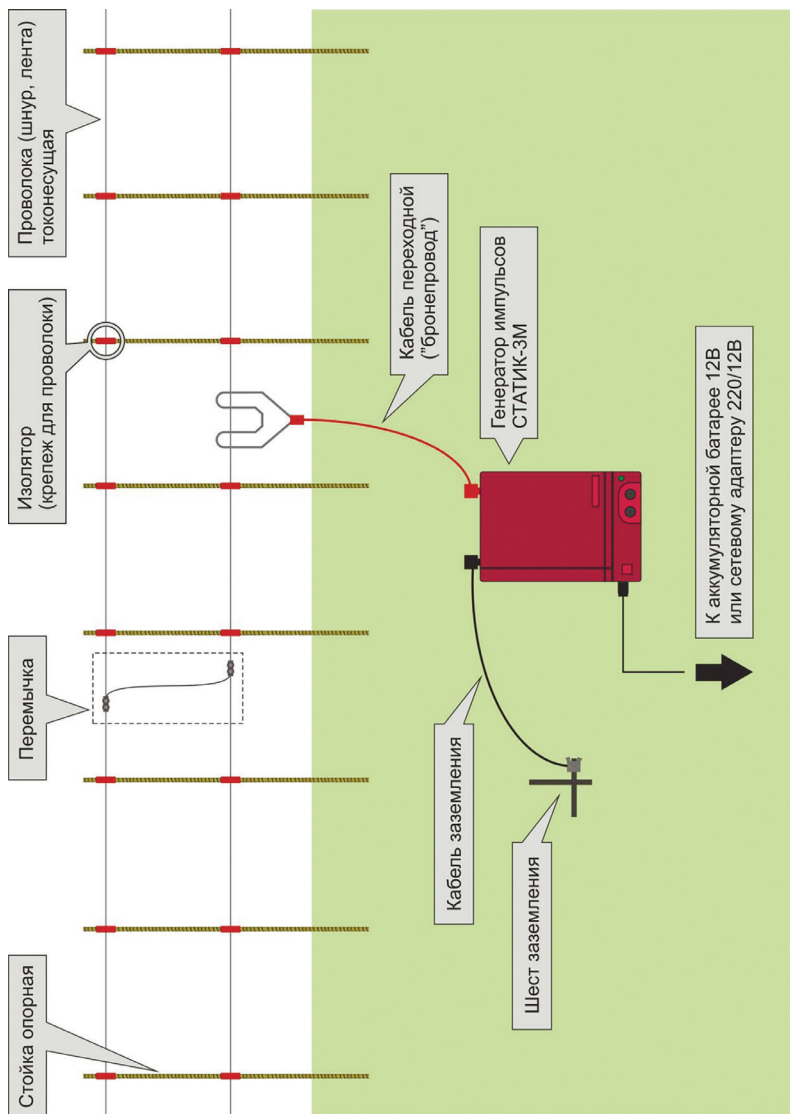 Стойка опорная
Перемычка
Изолятор
(крепеж для проволоки)
Проволока (шнур, лента)
токонесущая
Кабель переходной
("бронепровод")
Генератор импульсов
СТАТИК-3М
Кабель заземления
Шест заземления
К аккумуляторной батарее 12В
или сетевому адаптеру 220/12В